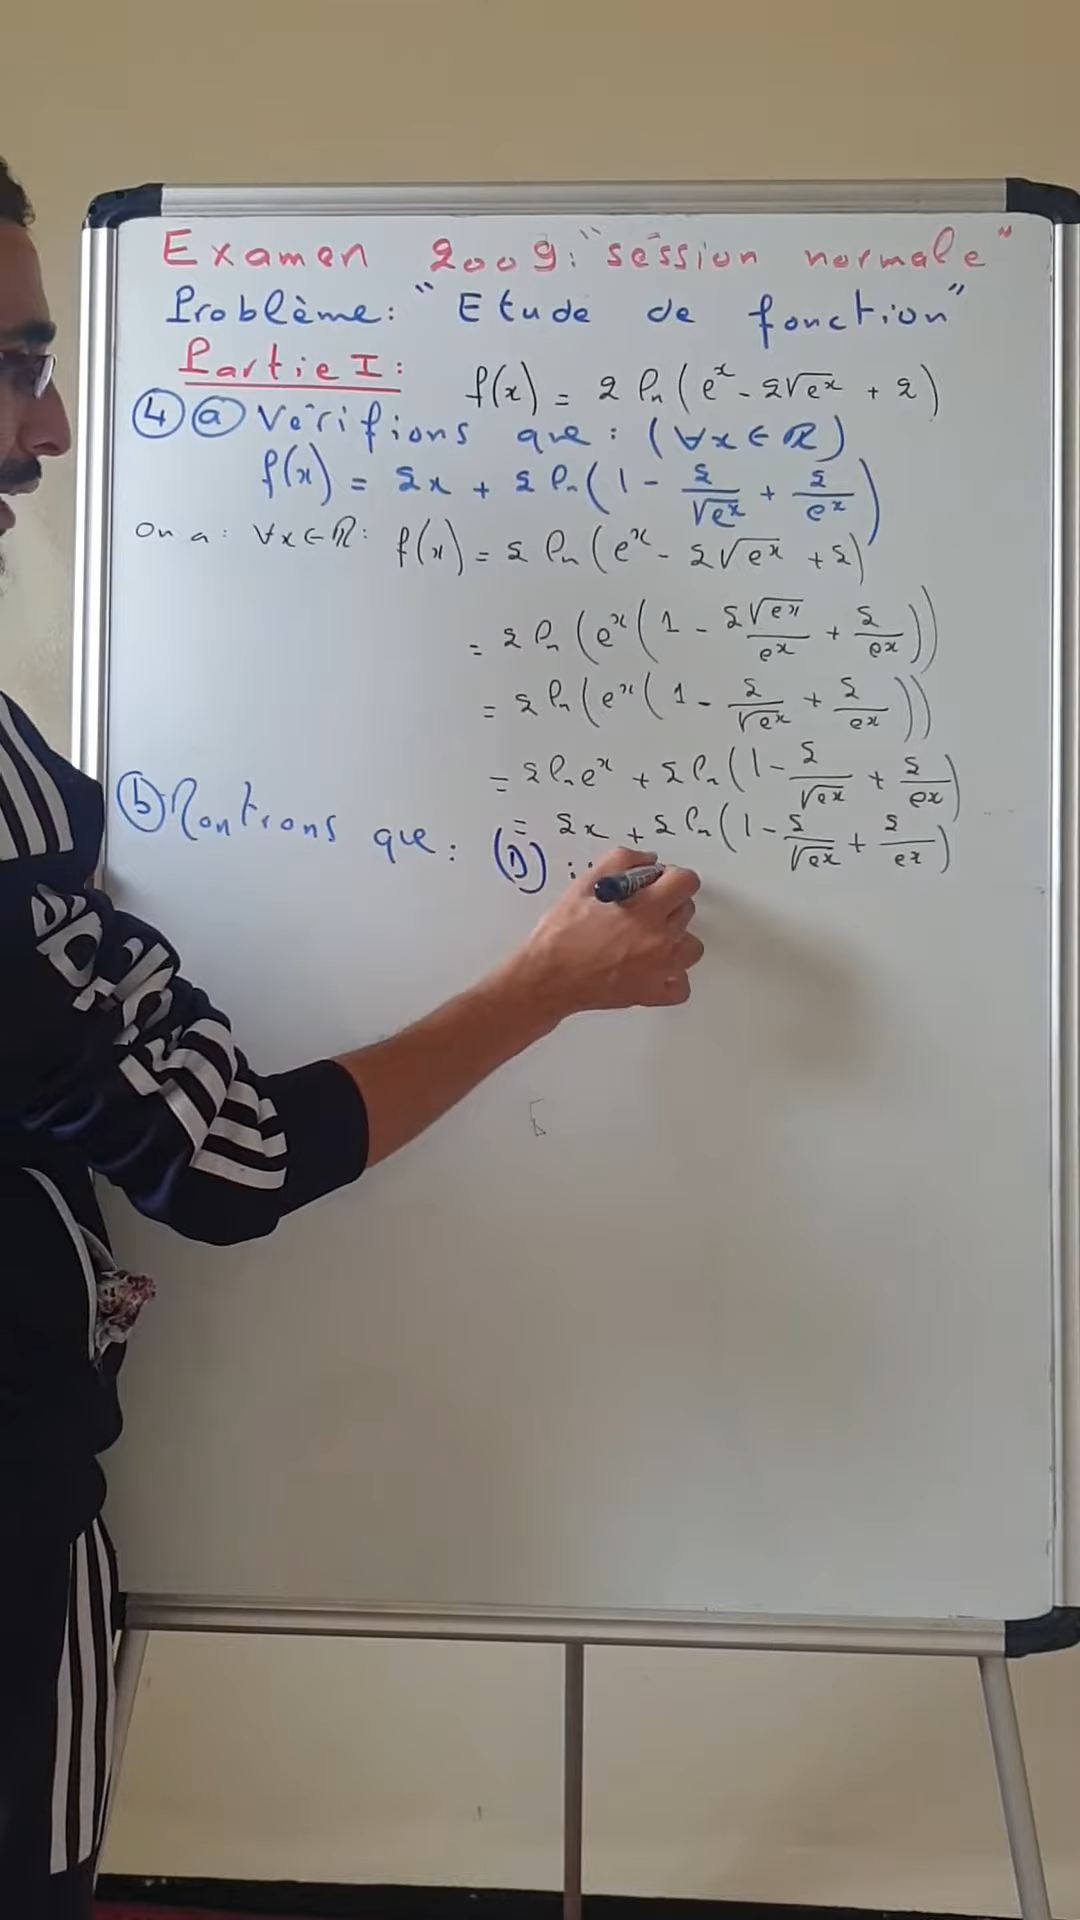 Examen 2009: "session normale"
Problème: "Etude de fonction"
Partie I:
f(x) = 2 ln(e^x - 2√e^x + 2)
④ ⓐ Vérifions que: (∀x ∈ ℝ)
f(x) = 2x + 2 ln(1 - 2/√e^x + 2/e^x)
On a: ∀x ∈ ℝ: f(x) = 2 ln(e^x - 2√e^x + 2)
= 2 ln(e^x(1 - 2√e^x/e^x + 2/e^x))
= 2 ln(e^x(1 - 2/√e^x + 2/e^x))
= 2 ln e^x + 2 ln(1 - 2/√e^x + 2/e^x)
= 2x + 2 ln(1 - 2/√e^x + 2/e^x)
ⓑ Montrons que: (D):